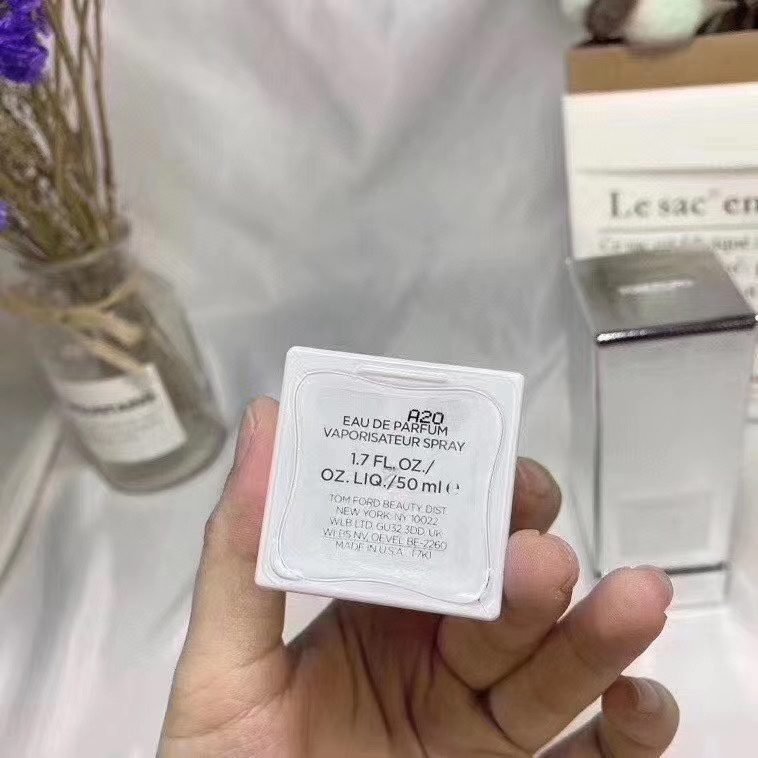 Le sac en
A20
EAU DE PARFUM
VAPORISATEUR SPRAY
1.7 FL.OZ./
OZ. LIQ./50 ml ℮
TOM FORD BEAUTY DIST
NEW YORK, NY 10022
WLB LTD. GU32 3DD UK
WEBS NV, OEVEL BE-2260
MADE IN U.S.A.